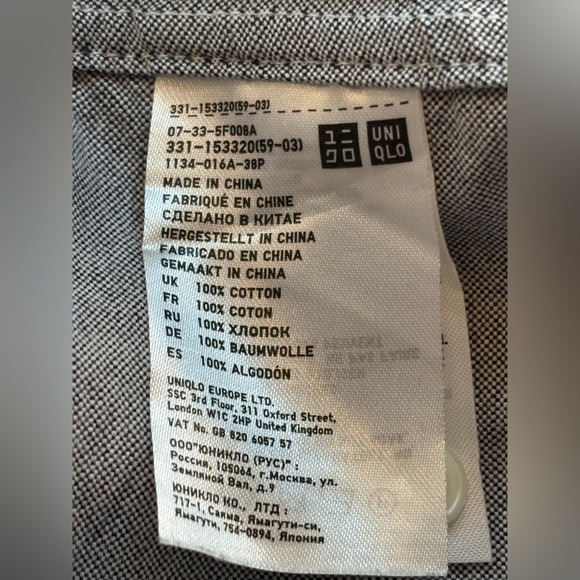 331-153320(59-03)
07-33-5F008A
331-153320(59-03)
1134-016A-38P
ユニ
クロ
UNI
QLO
MADE IN CHINA
FABRIQUÉ EN CHINE
СДЕЛАНО В КИТАЕ
HERGESTELLT IN CHINA
FABRICADO EN CHINA
GEMAAKT IN CHINA
UK 100% COTTON
FR 100% COTON
RU 100% ХЛОПОК
DE 100% BAUMWOLLE
ES 100% ALGODÓN
UNIQLO EUROPE LTD.
SSC 3rd Floor, 311 Oxford Street,
London W1C 2HP United Kingdom
VAT No. GB 820 6057 57
ООО"ЮНИКЛО (РУС)" :
Россия, 105064, г.Москва, ул.
Земляной Вал, д.9
ЮНИКЛО КО., ЛТД :
717-1, Саяма, Ямагути-си,
Ямагути, 754-0894, Япония